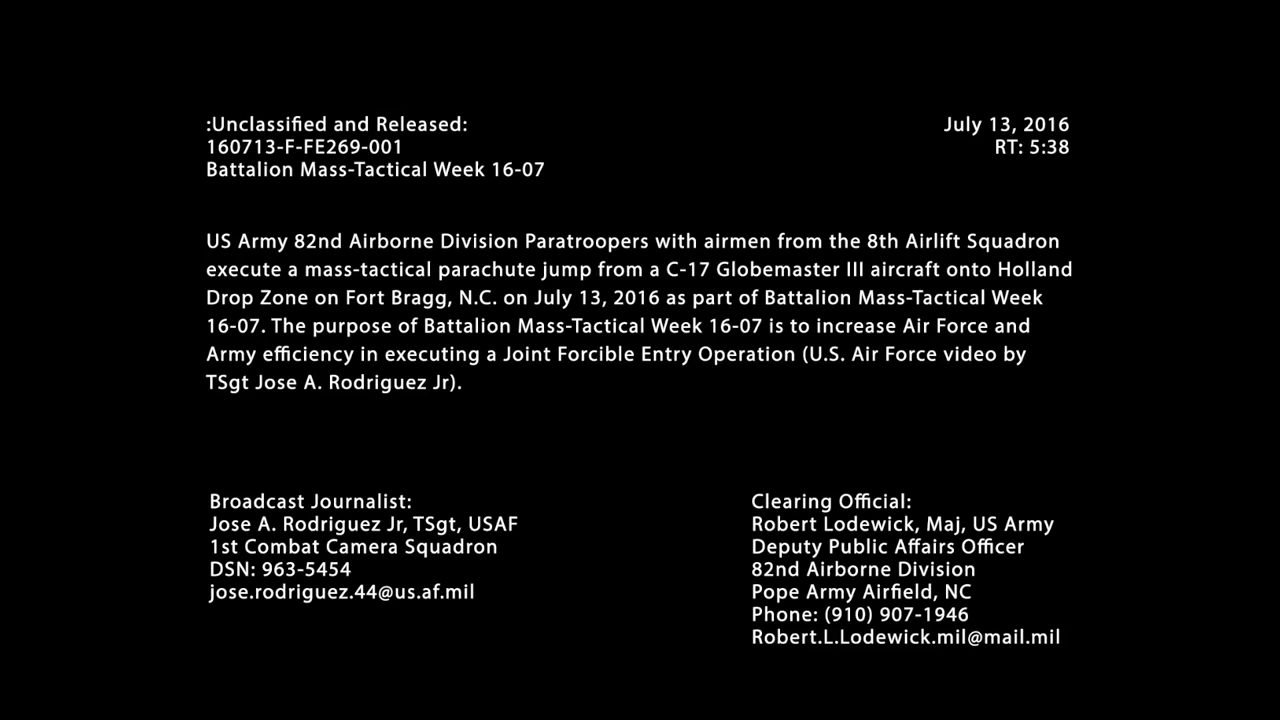 :Unclassified and Released:
160713-F-FE269-001
Battalion Mass-Tactical Week 16-07
July 13, 2016
RT: 5:38
US Army 82nd Airborne Division Paratroopers with airmen from the 8th Airlift Squadron
execute a mass-tactical parachute jump from a C-17 Globemaster III aircraft onto Holland
Drop Zone on Fort Bragg, N.C. on July 13, 2016 as part of Battalion Mass-Tactical Week
16-07. The purpose of Battalion Mass-Tactical Week 16-07 is to increase Air Force and
Army efficiency in executing a Joint Forcible Entry Operation (U.S. Air Force video by
TSgt Jose A. Rodriguez Jr).
Broadcast Journalist:
Jose A. Rodriguez Jr, TSgt, USAF
1st Combat Camera Squadron
DSN: 963-5454
jose.rodriguez.44@us.af.mil
Clearing Official:
Robert Lodewick, Maj, US Army
Deputy Public Affairs Officer
82nd Airborne Division
Pope Army Airfield, NC
Phone: (910) 907-1946
Robert.L.Lodewick.mil@mail.mil